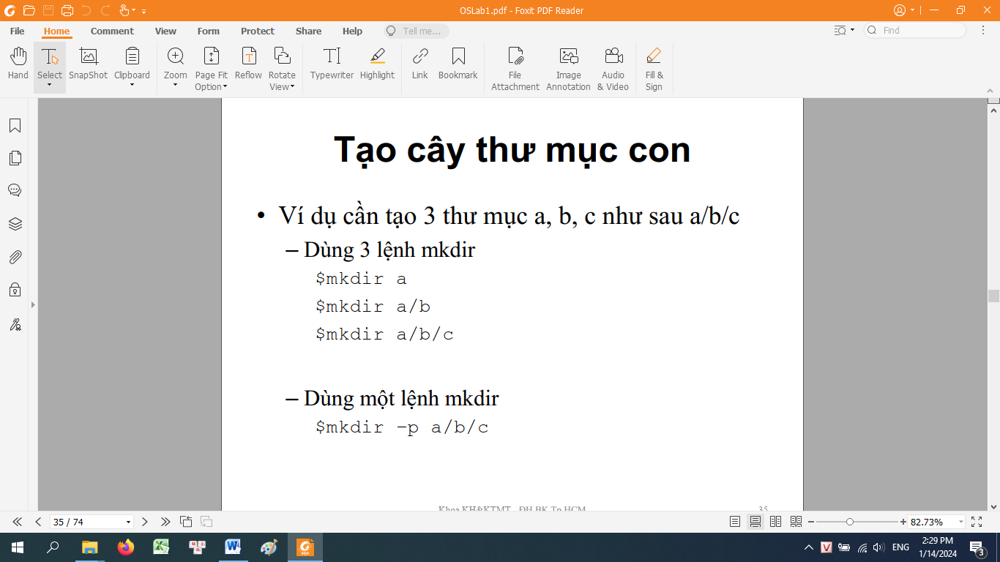 OSLab1.pdf - Foxit PDF Reader
File Home Comment View Form Protect Share Help Tell me... Find
Hand Select SnapShot Clipboard Zoom Page Fit Option Reflow Rotate View Typewriter Highlight Link Bookmark File Attachment Image Annotation Audio & Video Fill & Sign
Tạo cây thư mục con
• Ví dụ cần tạo 3 thư mục a, b, c như sau a/b/c
– Dùng 3 lệnh mkdir
$mkdir a
$mkdir a/b
$mkdir a/b/c
– Dùng một lệnh mkdir
$mkdir –p a/b/c
Khoa KH&KTMT - ĐH BK Tp.HCM 35
35 / 74 82.73%
ENG 2:29 PM
1/14/2024 3